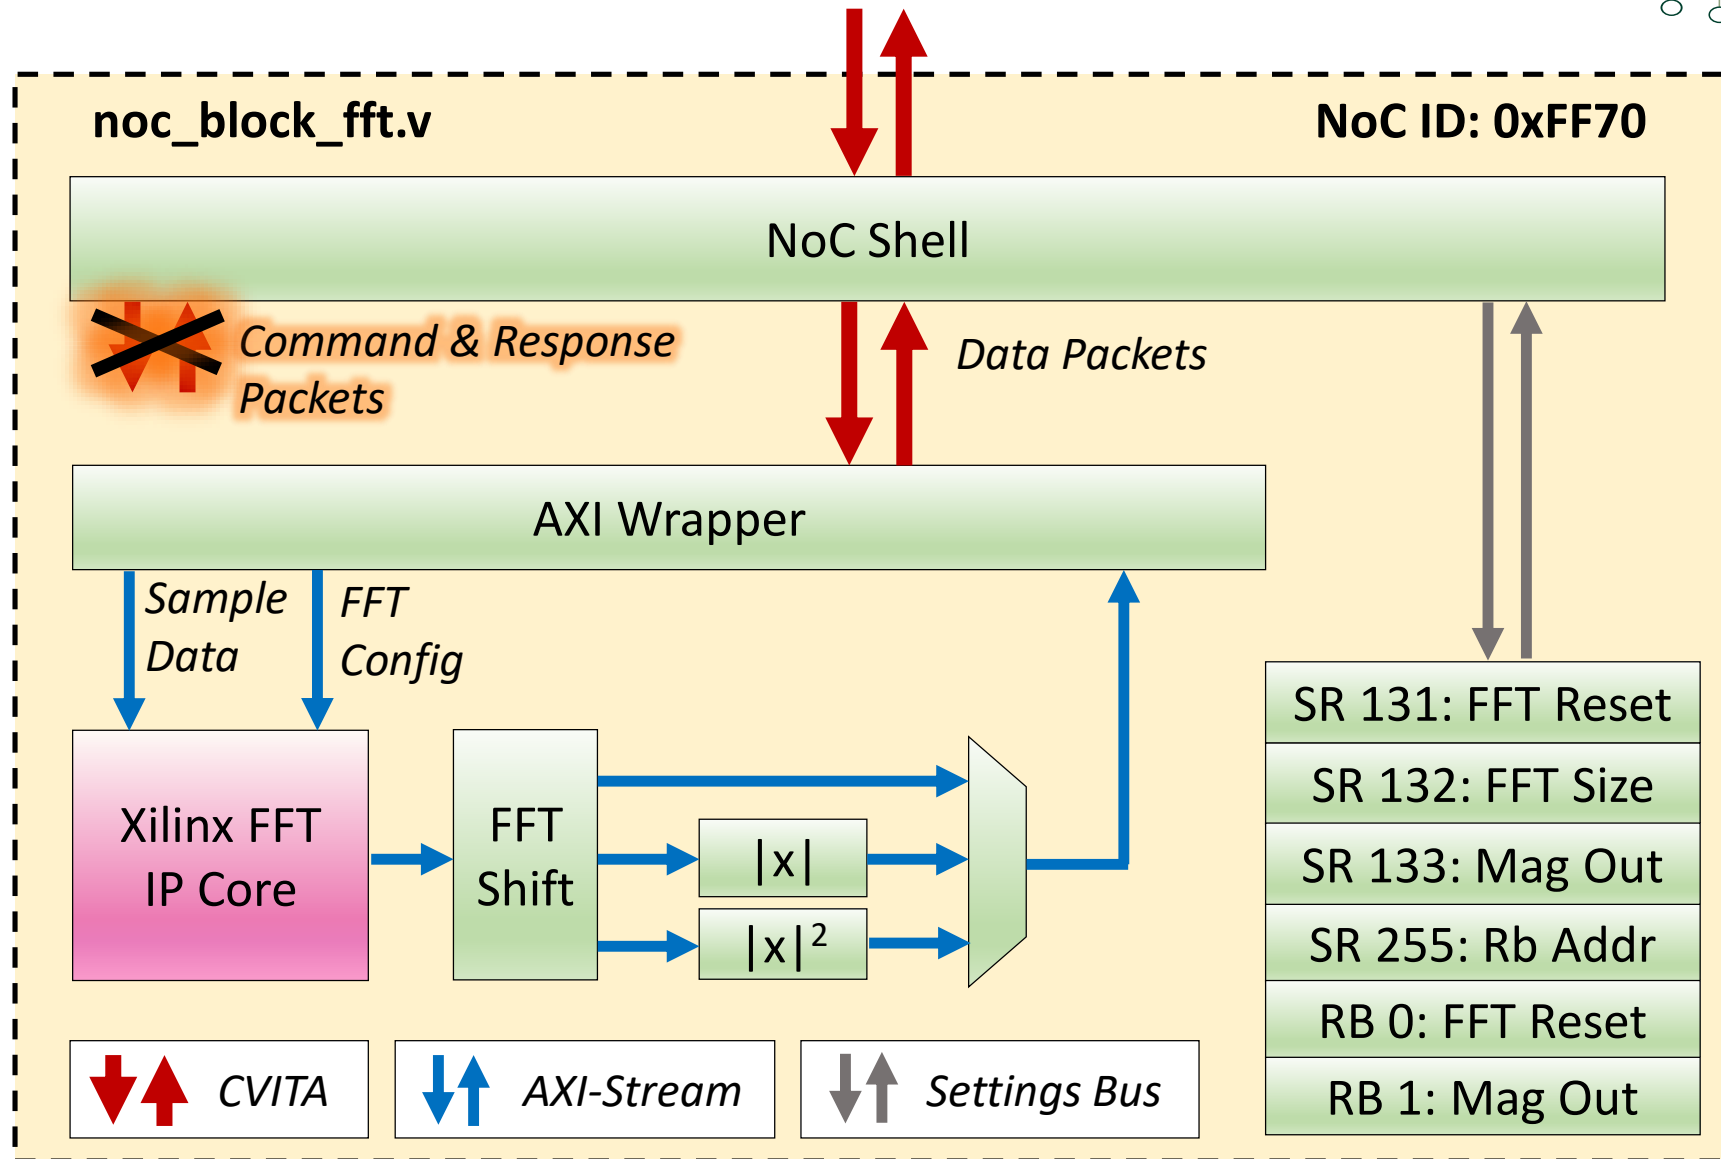 noc_block_fft.v
NoC ID: 0xFF70
NoC Shell
Command & Response
Packets
Data Packets
AXI Wrapper
Sample
Data
FFT
Config
Xilinx FFT
IP Core
FFT
Shift
|x|
|x|²
SR 131: FFT Reset
SR 132: FFT Size
SR 133: Mag Out
SR 255: Rb Addr
RB 0: FFT Reset
RB 1: Mag Out
CVITA
AXI-Stream
Settings Bus